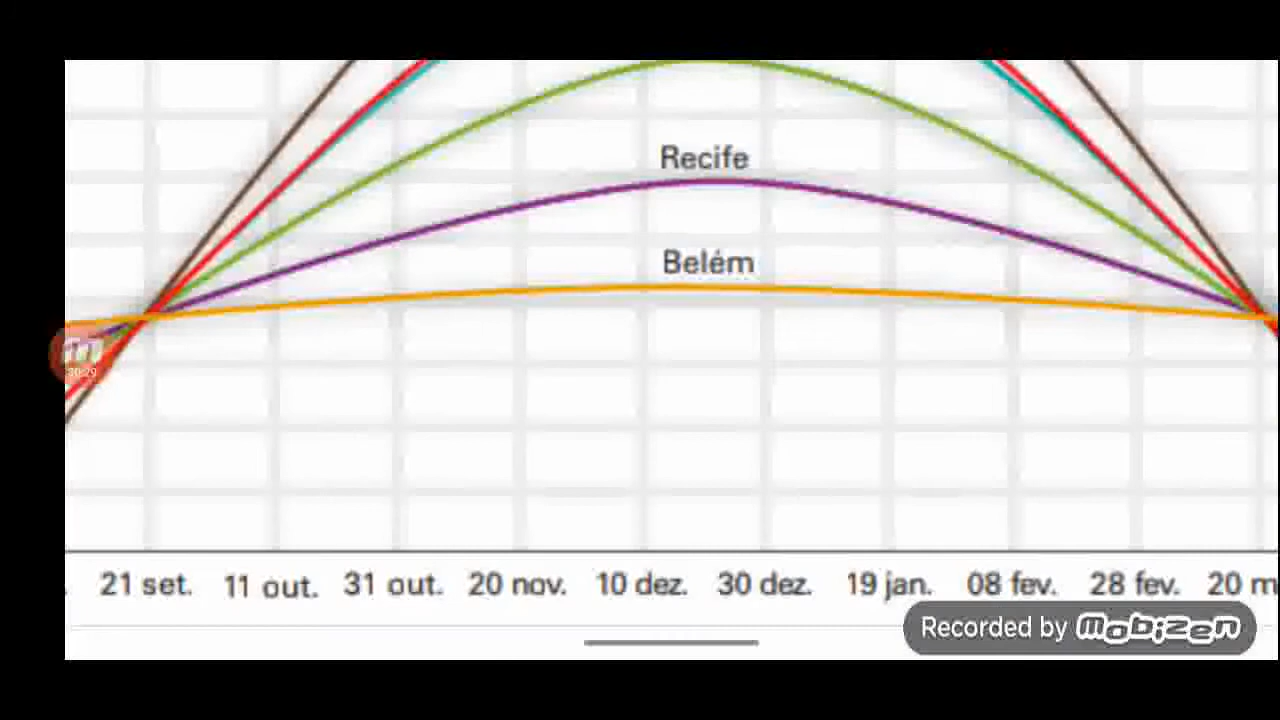 Recife
Belém
21 set. 11 out. 31 out. 20 nov. 10 dez. 30 dez. 19 jan. 08 fev. 28 fev. 20 m
Recorded by mobizen